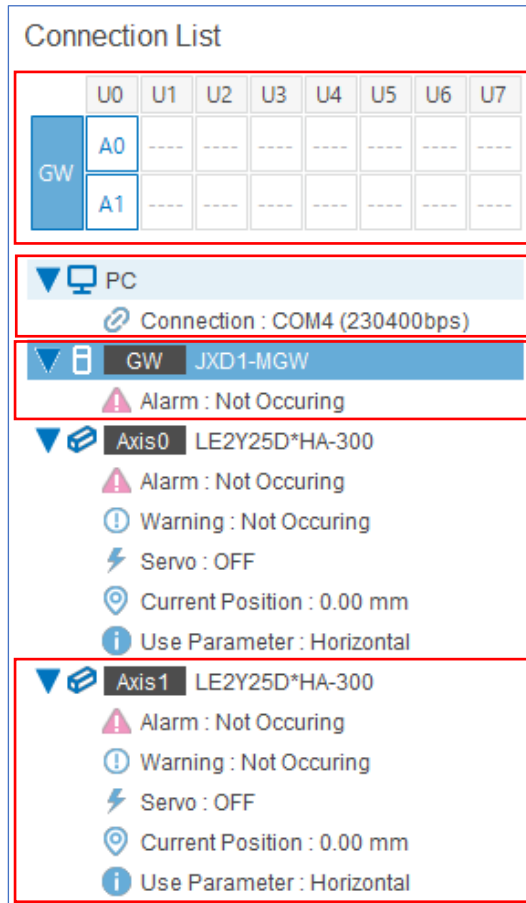 Connection List
U0 U1 U2 U3 U4 U5 U6 U7
GW
A0 ---- ---- ---- ---- ---- ---- ----
A1 ---- ---- ---- ---- ---- ---- ----
PC
Connection : COM4 (230400bps)
GW JXD1-MGW
Alarm : Not Occuring
Axis0 LE2Y25D*HA-300
Alarm : Not Occuring
Warning : Not Occuring
Servo : OFF
Current Position : 0.00 mm
Use Parameter : Horizontal
Axis1 LE2Y25D*HA-300
Alarm : Not Occuring
Warning : Not Occuring
Servo : OFF
Current Position : 0.00 mm
Use Parameter : Horizontal